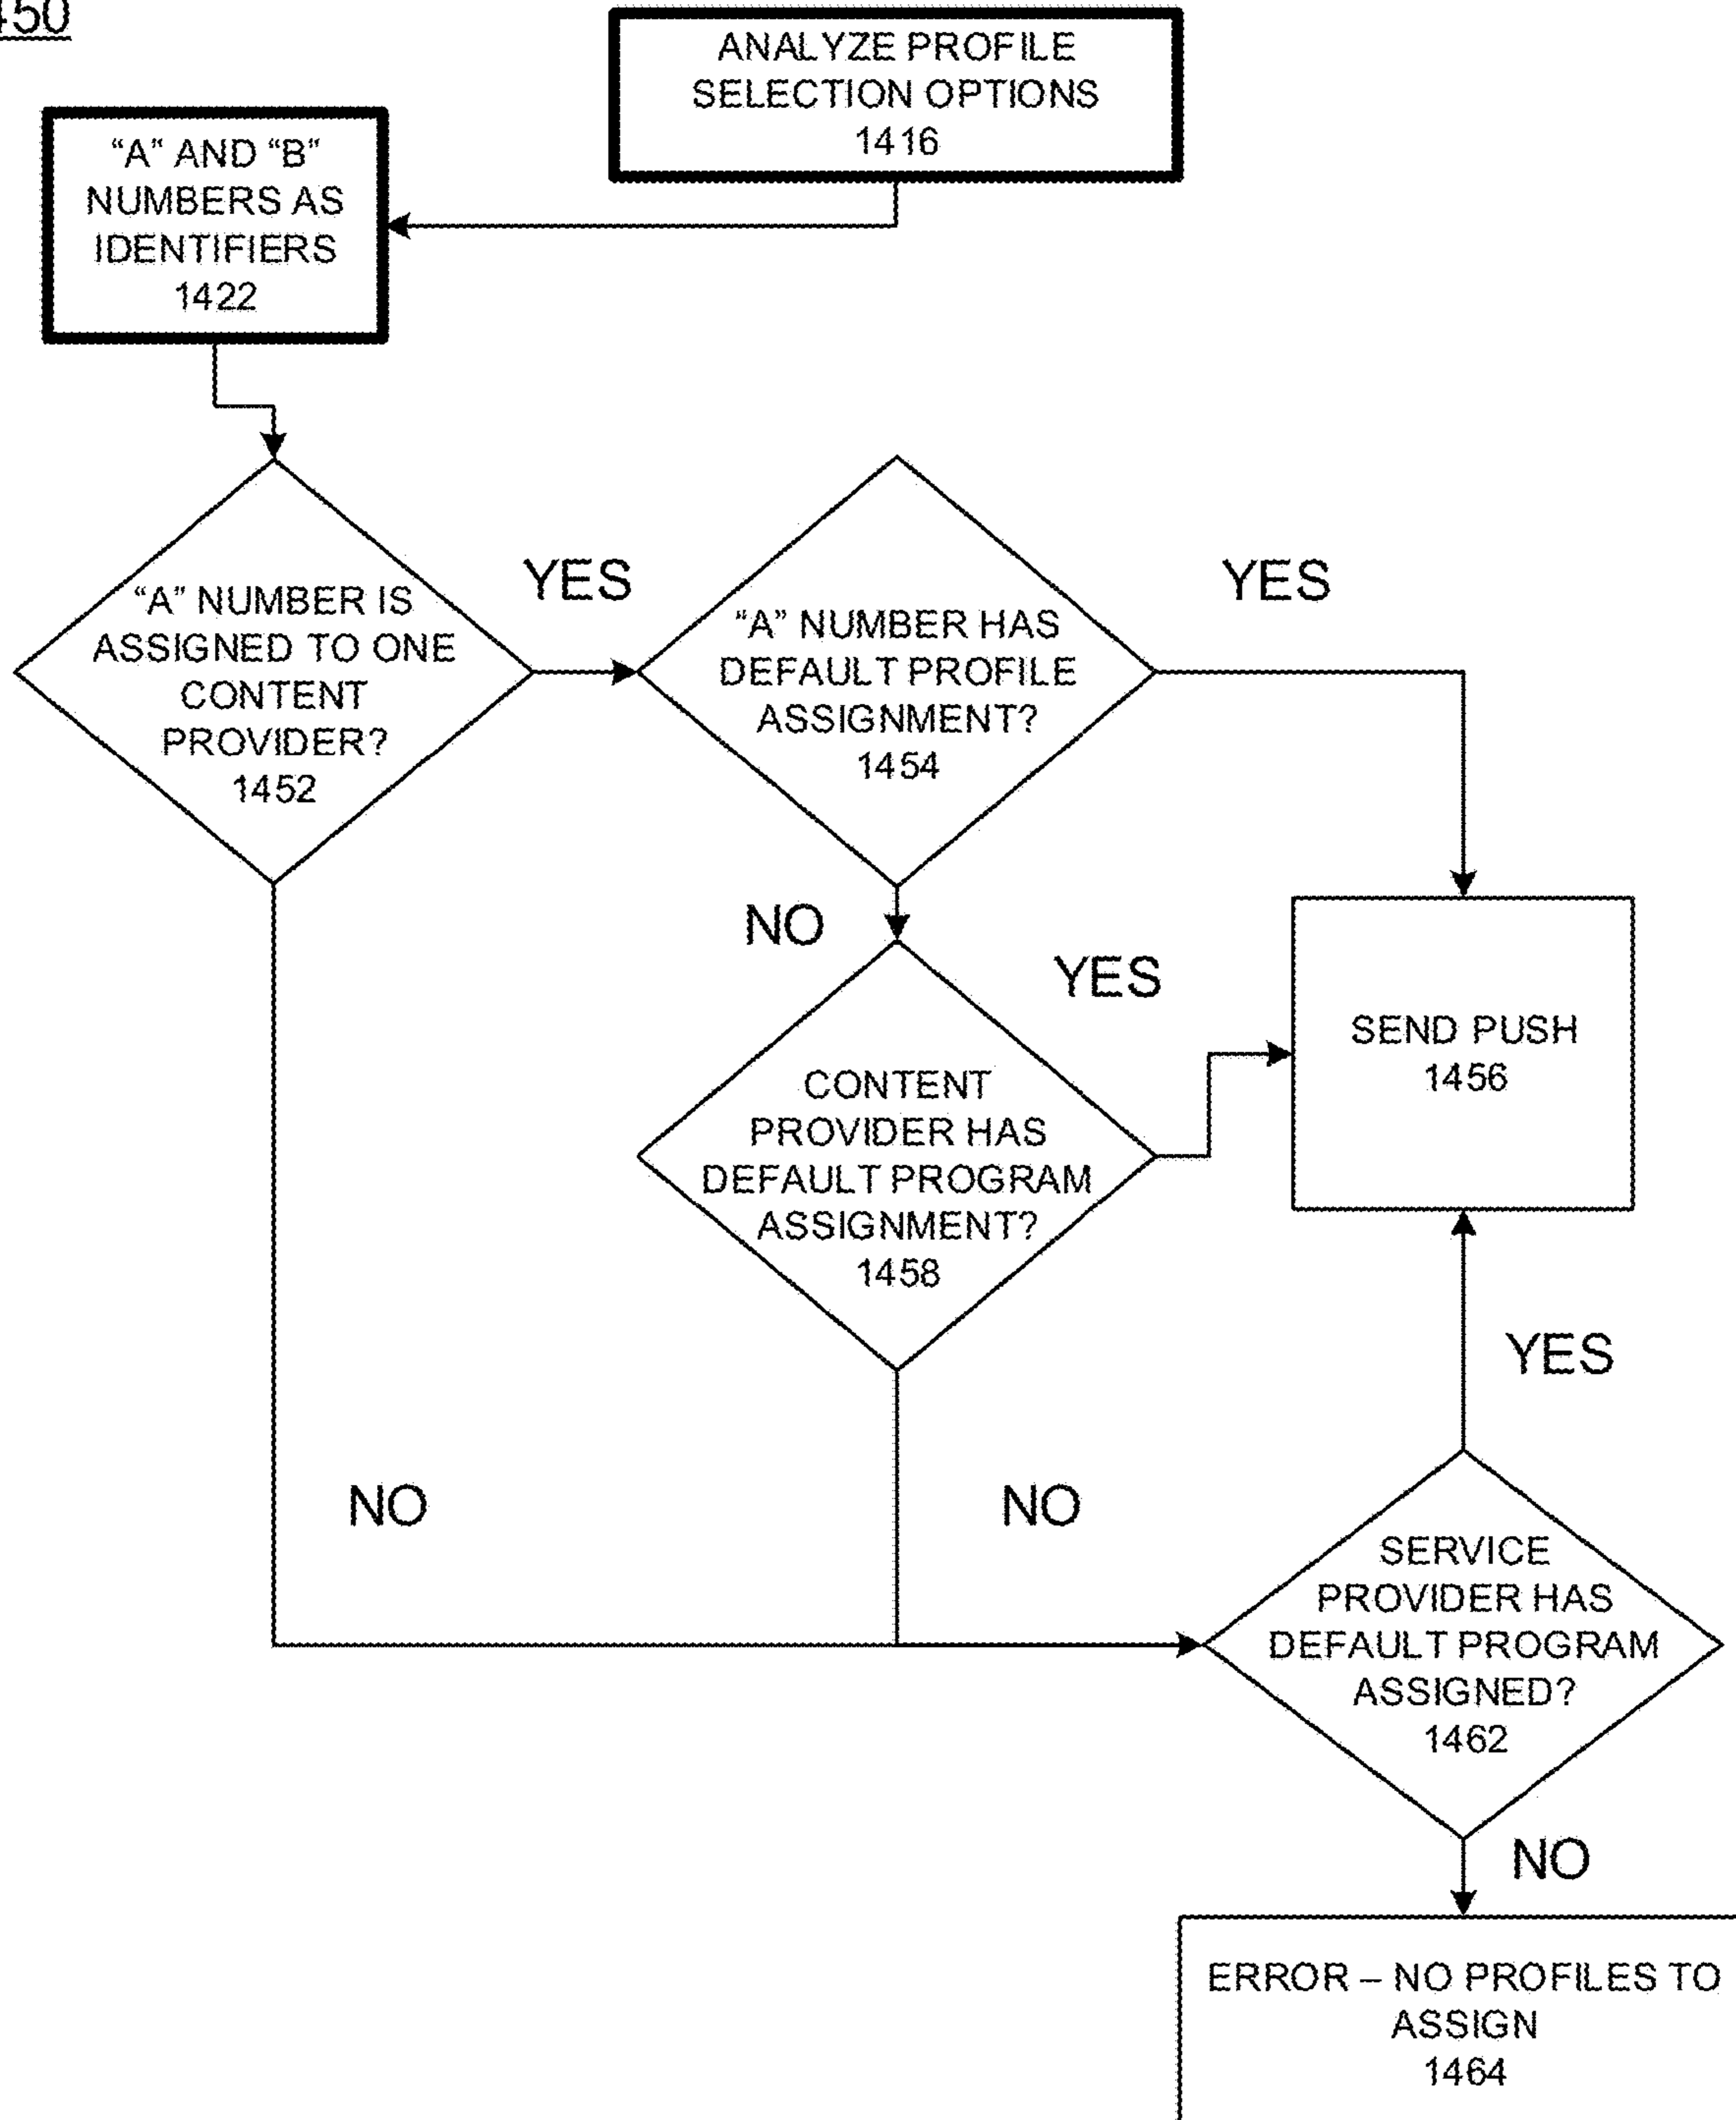 450
ANALYZE PROFILE
SELECTION OPTIONS
1416
“A” AND “B”
NUMBERS AS
IDENTIFIERS
1422
“A” NUMBER IS
ASSIGNED TO ONE
CONTENT
PROVIDER?
1452
YES
“A” NUMBER HAS
DEFAULT PROFILE
ASSIGNMENT?
1454
YES
NO
YES
SEND PUSH
1456
CONTENT
PROVIDER HAS
DEFAULT PROGRAM
ASSIGNMENT?
1458
YES
NO
NO
SERVICE
PROVIDER HAS
DEFAULT PROGRAM
ASSIGNED?
1462
NO
ERROR – NO PROFILES TO
ASSIGN
1464